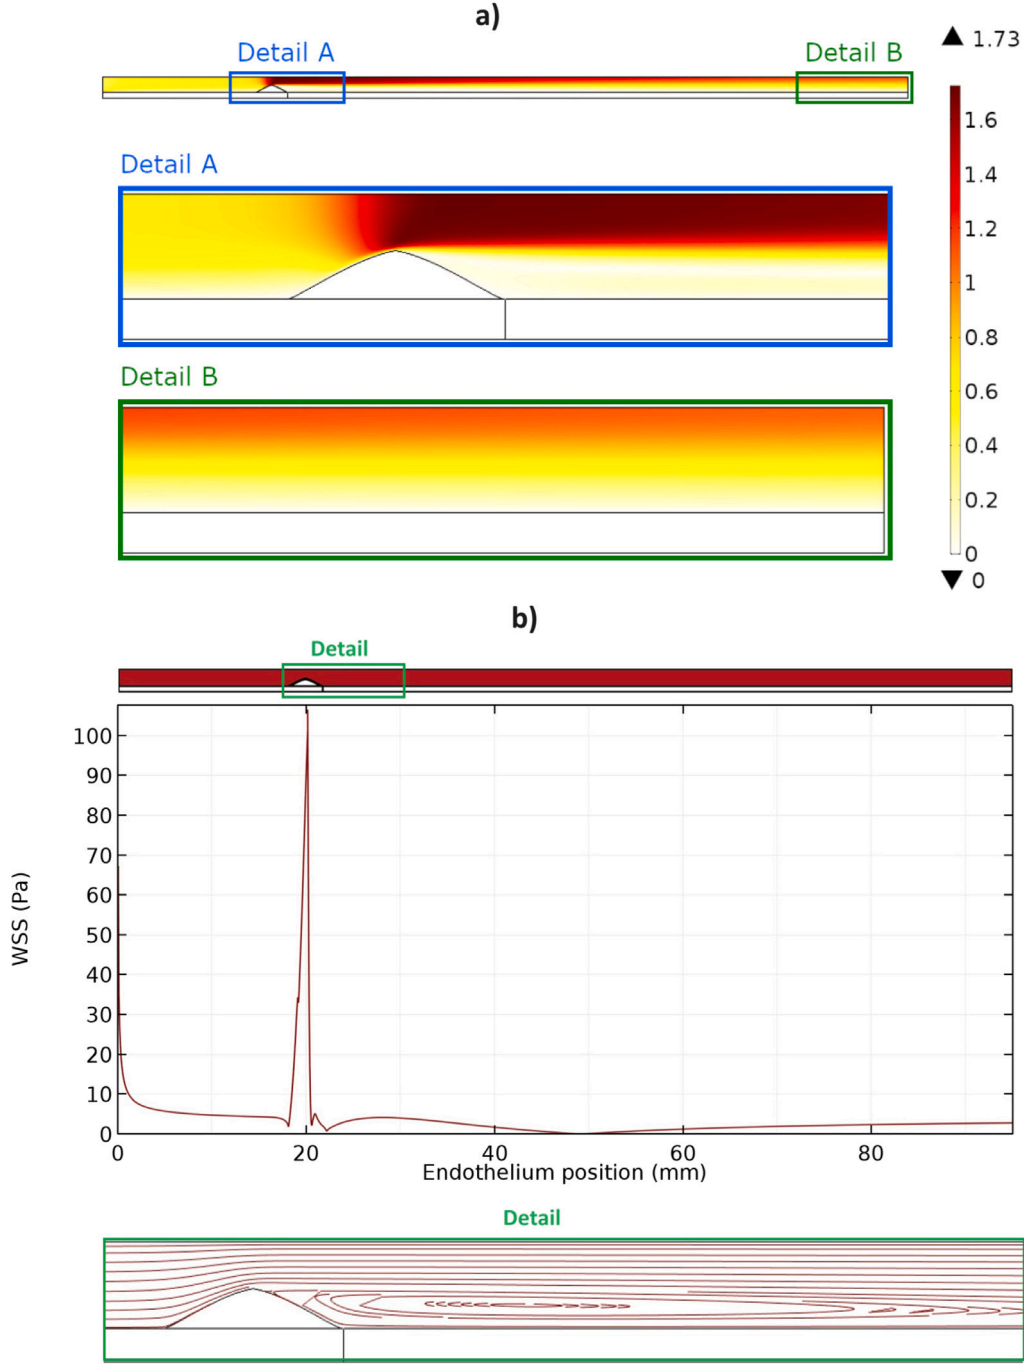 a)
Detail A
Detail B
▲ 1.73
1.6
1.4
1.2
1
0.8
0.6
0.4
0.2
0
▼ 0
Detail A
Detail B
b)
Detail
100
90
80
70
60
50
40
30
20
10
0
WSS (Pa)
0 20 40 60 80
Endothelium position (mm)
Detail